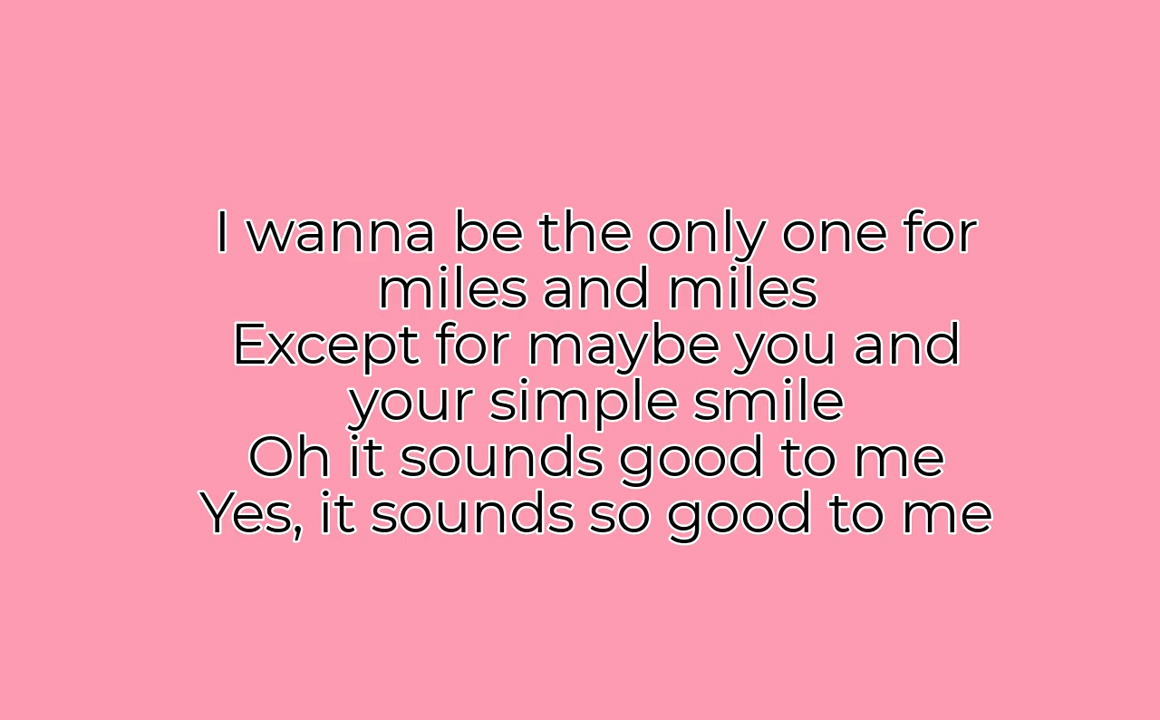 I wanna be the only one for
miles and miles
Except for maybe you and
your simple smile
Oh it sounds good to me
Yes, it sounds so good to me